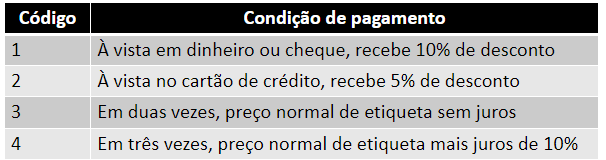 Código Condição de pagamento
1 À vista em dinheiro ou cheque, recebe 10% de desconto
2 À vista no cartão de crédito, recebe 5% de desconto
3 Em duas vezes, preço normal de etiqueta sem juros
4 Em três vezes, preço normal de etiqueta mais juros de 10%